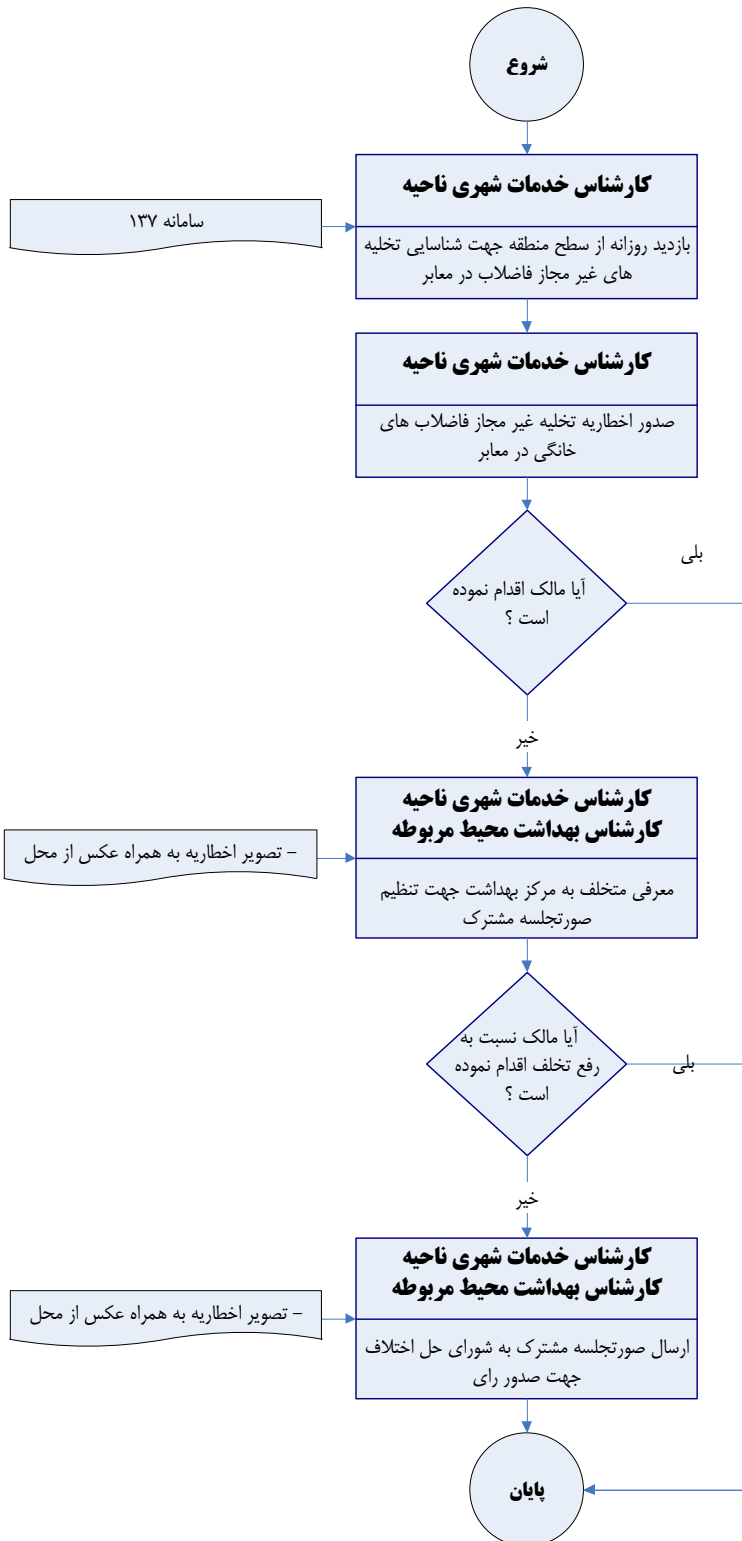 شروع
کارشناس خدمات شهری ناحیه
سامانه ۱۳۷
بازدید روزانه از سطح منطقه جهت شناسایی تخلیه
های غیر مجاز فاضلاب در معابر
کارشناس خدمات شهری ناحیه
صدور اخطاریه تخلیه غیر مجاز فاضلاب های
خانگی در معابر
بلی
آیا مالک اقدام نموده
است ؟
خیر
کارشناس خدمات شهری ناحیه
کارشناس بهداشت محیط مربوطه
- تصویر اخطاریه به همراه عکس از محل
معرفی متخلف به مرکز بهداشت جهت تنظیم
صورتجلسه مشترک
آیا مالک نسبت به
رفع تخلف اقدام نموده
است ؟
بلی
خیر
کارشناس خدمات شهری ناحیه
کارشناس بهداشت محیط مربوطه
- تصویر اخطاریه به همراه عکس از محل
ارسال صورتجلسه مشترک به شورای حل اختلاف
جهت صدور رای
پایان